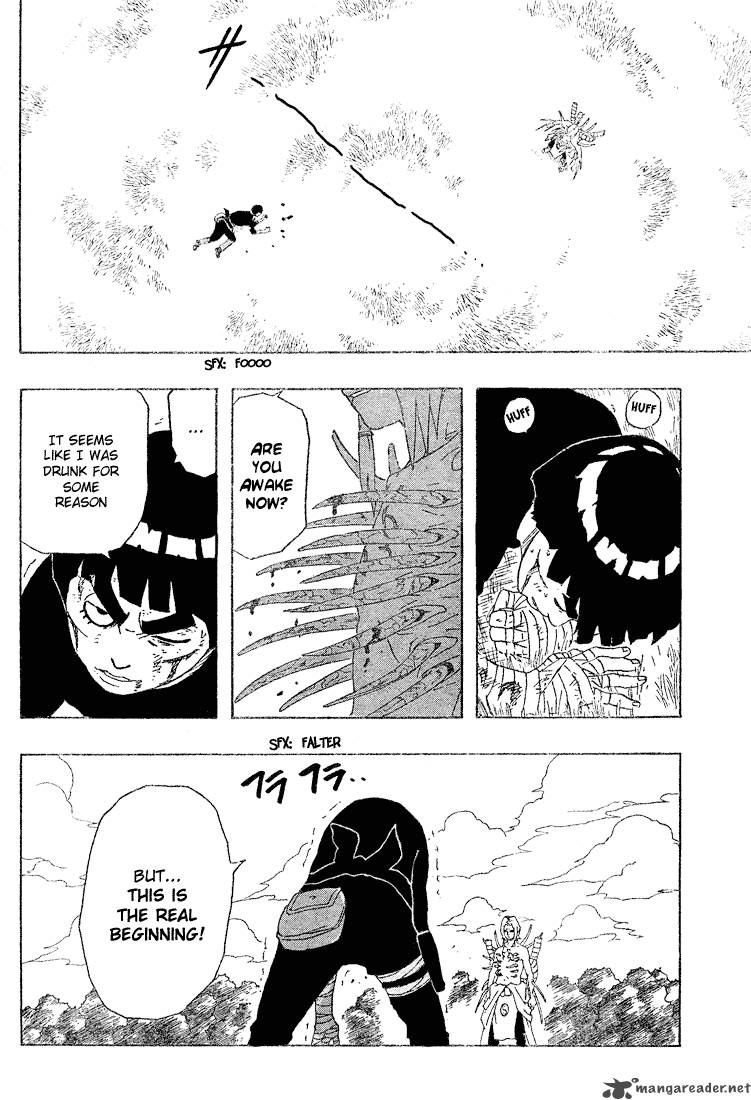 サ
SFX: FOOOO
HUFF
HUFF
ARE
YOU
AWAKE
NOW?
...
IT SEEMS
LIKE I WAS
DRUNK FOR
SOME
REASON
SFX: FALTER
フラ フラ..
BUT...
THIS IS
THE REAL
BEGINNING!
mangareader.net